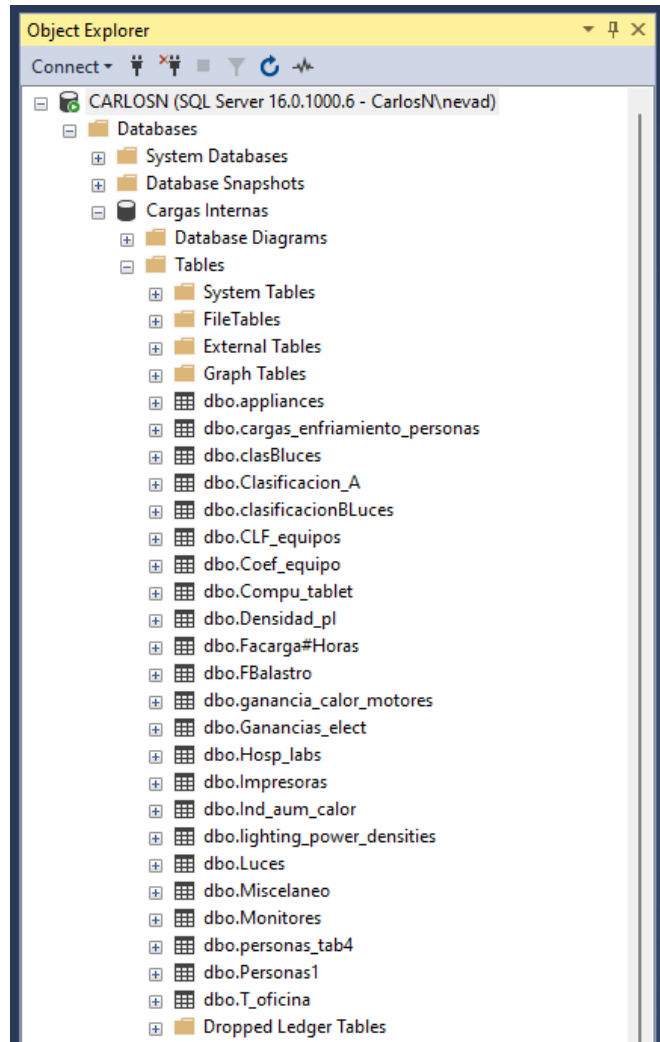 Object Explorer
Connect
CARLOSN (SQL Server 16.0.1000.6 - CarlosN\nevad)
Databases
System Databases
Database Snapshots
Cargas Internas
Database Diagrams
Tables
System Tables
FileTables
External Tables
Graph Tables
dbo.appliances
dbo.cargas_enfriamiento_personas
dbo.clasBluces
dbo.Clasificacion_A
dbo.clasificacionBLuces
dbo.CLF_equipos
dbo.Coef_equipo
dbo.Compu_tablet
dbo.Densidad_pl
dbo.Facarga#Horas
dbo.FBalastro
dbo.ganancia_calor_motores
dbo.Ganancias_elect
dbo.Hosp_labs
dbo.Impresoras
dbo.Ind_aum_calor
dbo.lighting_power_densities
dbo.Luces
dbo.Miscelaneo
dbo.Monitores
dbo.personas_tab4
dbo.Personas1
dbo.T_oficina
Dropped Ledger Tables